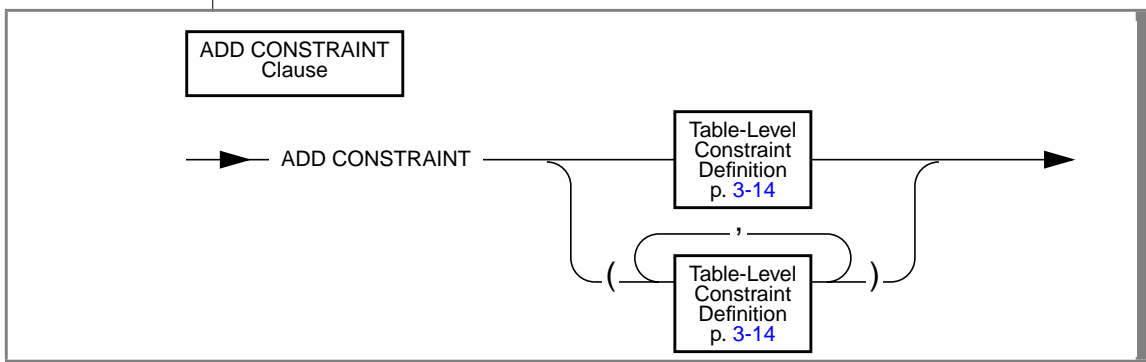 ADD CONSTRAINT
Clause
ADD CONSTRAINT
Table-Level
Constraint
Definition
p. 3-14
,
(
Table-Level
Constraint
Definition
p. 3-14
)